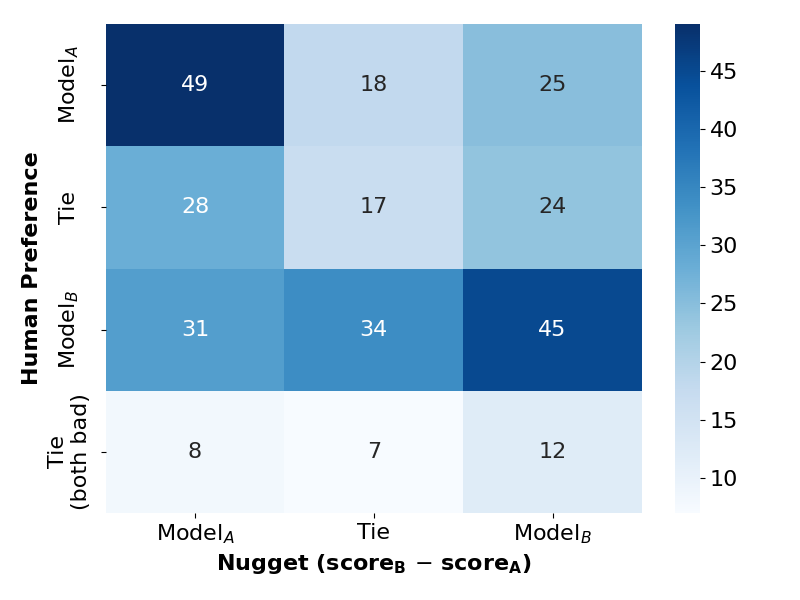 Human Preference
Model_A
49 18 25
Tie
28 17 24
Model_B
31 34 45
Tie
(both bad)
8 7 12
Model_A Tie Model_B
Nugget (score_B − score_A)
45
40
35
30
25
20
15
10